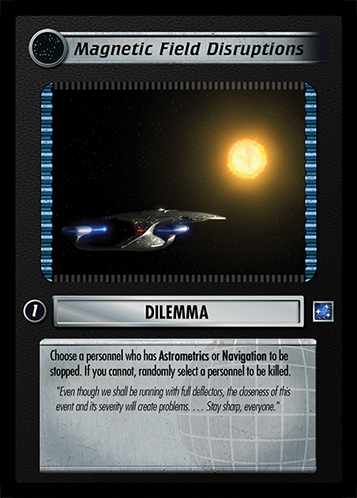 Magnetic Field Disruptions
1
DILEMMA
Choose a personnel who has Astrometrics or Navigation to be
stopped. If you cannot, randomly select a personnel to be killed.
"Even though we shall be running with full deflectors, the closeness of this
event and its severity will create problems. . . . Stay sharp, everyone."